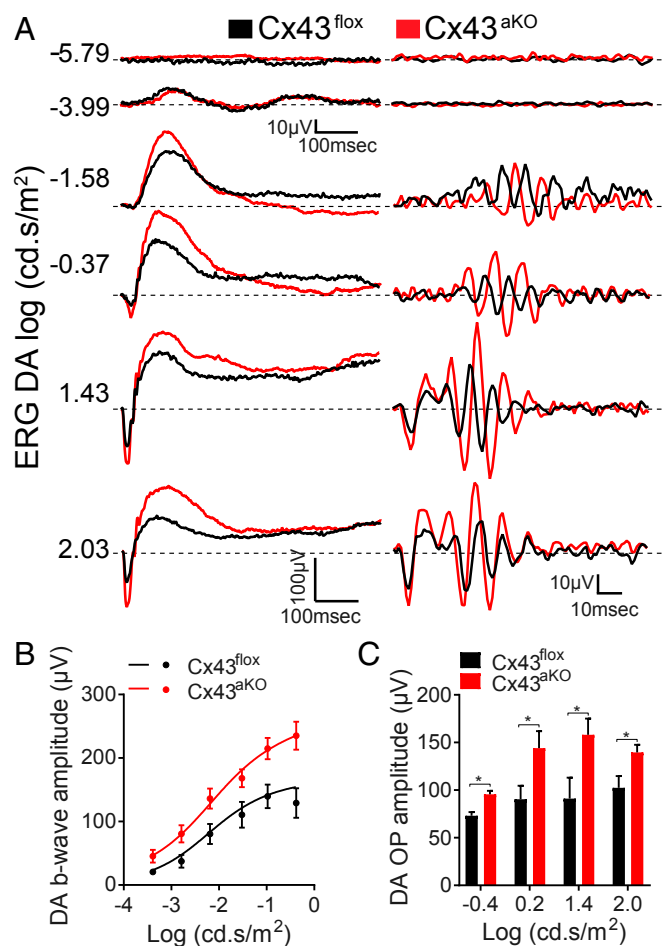 A
Cx43flox Cx43aKO
ERG DA log (cd.s/m²)
-5.79
-3.99
10µV
100msec
-1.58
-0.37
1.43
2.03
100µV
100msec
10µV
10msec
B
Cx43flox
Cx43aKO
DA b-wave amplitude (µV)
300
200
100
0
-4 -3 -2 -1 0
Log (cd.s/m²)
C
Cx43flox
Cx43aKO
DA OP amplitude (µV)
200
150
100
50
0
* * * *
-0.4 0.2 1.4 2.0
Log (cd.s/m²)